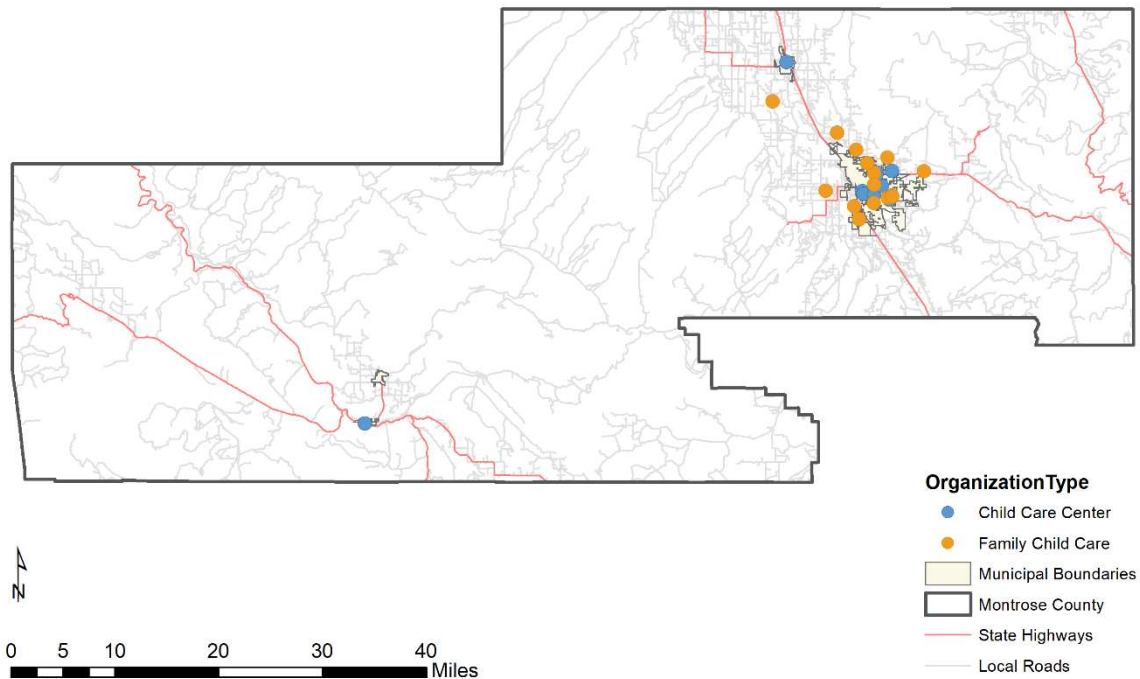 OrganizationType
Child Care Center
Family Child Care
Municipal Boundaries
Montrose County
State Highways
Local Roads
N
0 5 10 20 30 40
Miles